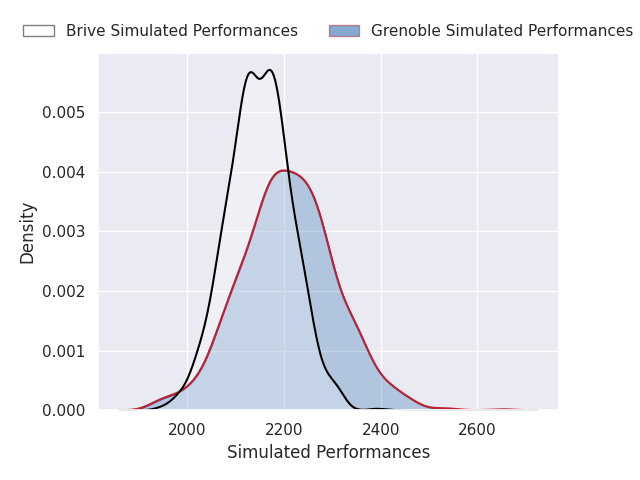 Brive Simulated Performances Grenoble Simulated Performances
0.005
0.004
0.003
0.002
0.001
0.000
Density
2000 2200 2400 2600
Simulated Performances